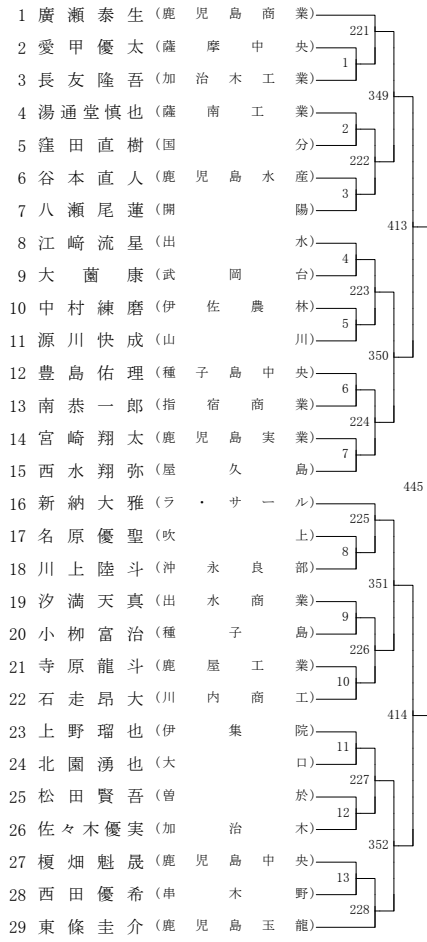 1 廣瀬泰生 (鹿児島商業)
2 愛甲優太 (薩摩中央)
3 長友隆吾 (加治木工業)
4 湯通堂慎也 (薩南工業)
5 窪田直樹 (国分)
6 谷本直人 (鹿児島水産)
7 八瀬尾蓮 (開陽)
8 江﨑流星 (出水)
9 大薗康 (武岡台)
10 中村練磨 (伊佐農林)
11 源川快成 (山川)
12 豊島佑理 (種子島中央)
13 南恭一郎 (指宿商業)
14 宮崎翔太 (鹿児島実業)
15 西水翔弥 (屋久島)
16 新納大雅 (ラ・サール)
17 名原優聖 (吹上)
18 川上陸斗 (沖永良部)
19 汐満天真 (出水商業)
20 小栁富治 (種子島)
21 寺原龍斗 (鹿屋工業)
22 石走昂大 (川内商工)
23 上野瑠也 (伊集院)
24 北園湧也 (大口)
25 松田賢吾 (曽於)
26 佐々木優実 (加治木)
27 榎畑魁晟 (鹿児島中央)
28 西田優希 (串木野)
29 東條圭介 (鹿児島玉龍)
1
2
3
4
5
6
7
8
9
10
11
12
13
221
222
223
224
225
226
227
228
349
350
351
352
413
414
445